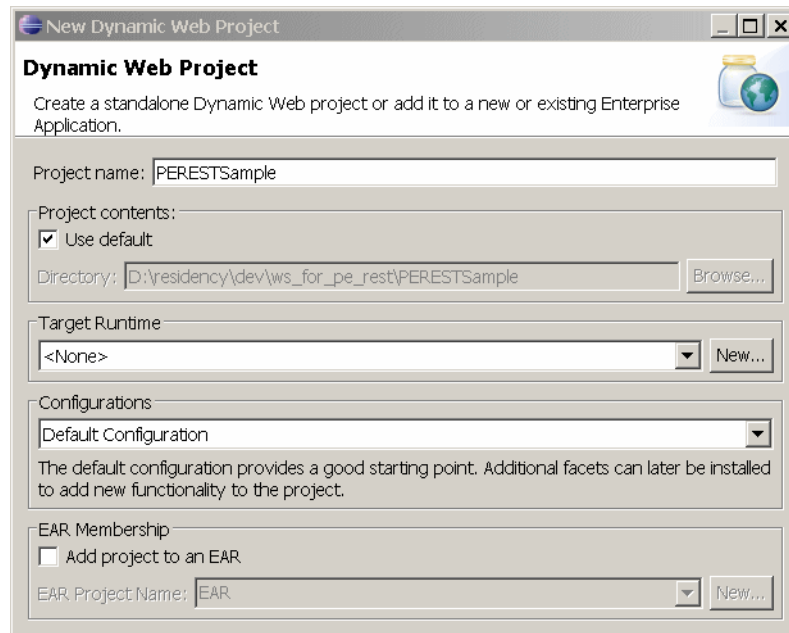 New Dynamic Web Project
Dynamic Web Project
Create a standalone Dynamic Web project or add it to a new or existing Enterprise
Application.
Project name: PERESTSample
Project contents:
Use default
Directory: D:\residency\dev\ws_for_pe_rest\PERESTSample Browse...
Target Runtime
<None> New...
Configurations
Default Configuration
The default configuration provides a good starting point. Additional facets can later be installed
to add new functionality to the project.
EAR Membership
Add project to an EAR
EAR Project Name: EAR New...